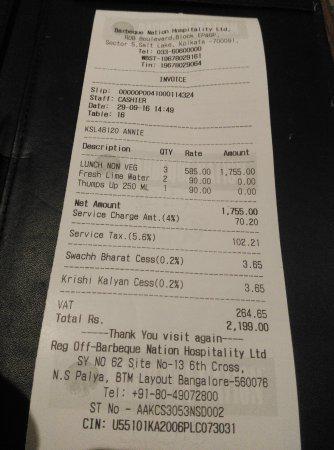 Barbeque Nation Hospitality Ltd.
RDB Boulevard,Block EP&GP,
Sector 5,Salt Lake, Kolkata -700091,
Tel: 033-60600000
WBST-19678029161
Tin: 19678029064
INVOICE
Slip: 00000P0041000114324
Staff: CASHIER
Date: 29-09-16 14:49
Table: 16
KSL46120 ANNIE
Description QTY Rate Amount
LUNCH NON VEG 3 585.00 1,755.00
Fresh Lime Water 2 90.00 0.00
Thumps Up 250 ML 1 90.00 0.00
Net Amount 1,755.00
Service Charge Amt.(4%) 70.20
Service Tax.(5.6%) 102.21
Swachh Bharat Cess(0.2%) 3.65
Krishi Kalyan Cess(0.2%) 3.65
VAT 264.65
Total Rs. 2,199.00
-----Thank You visit again----
Reg Off-Barbeque Nation Hospitality Ltd
SY NO 62 Site No-13 6th Cross,
N.S Palya, BTM Layout Bangalore-560076
Tel: +91-80-49072800
ST No - AAKCS3053NSD002
CIN: U55101KA2006PLC073031